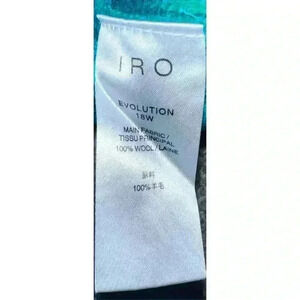 IRO
EVOLUTION
18W
MAIN FABRIC /
TISSU PRINCIPAL
100% WOOL / LAINE
面料
100%羊毛